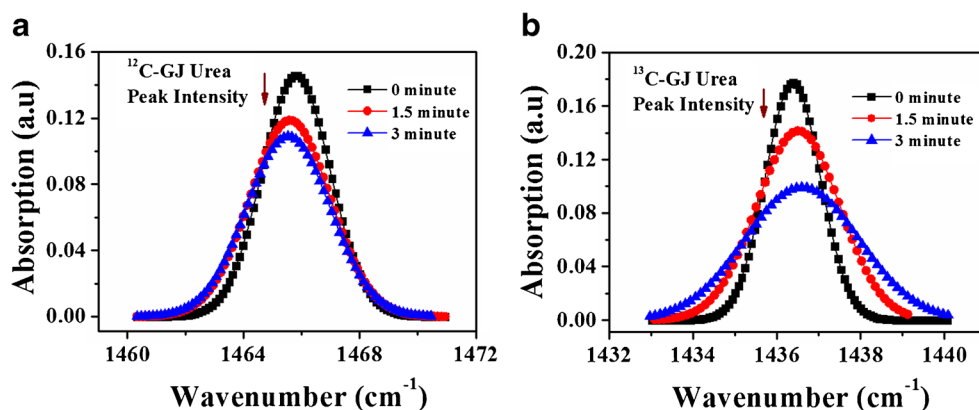 a
0.16
0.12
0.08
0.04
0.00
Absorption (a.u)
¹²C-GJ Urea
Peak Intensity
0 minute
1.5 minute
3 minute
1460
1464
1468
1472
Wavenumber (cm⁻¹)
b
0.20
0.16
0.12
0.08
0.04
0.00
Absorption (a.u)
¹³C-GJ Urea
Peak Intensity
0 minute
1.5 minute
3 minute
1432
1434
1436
1438
1440
Wavenumber (cm⁻¹)